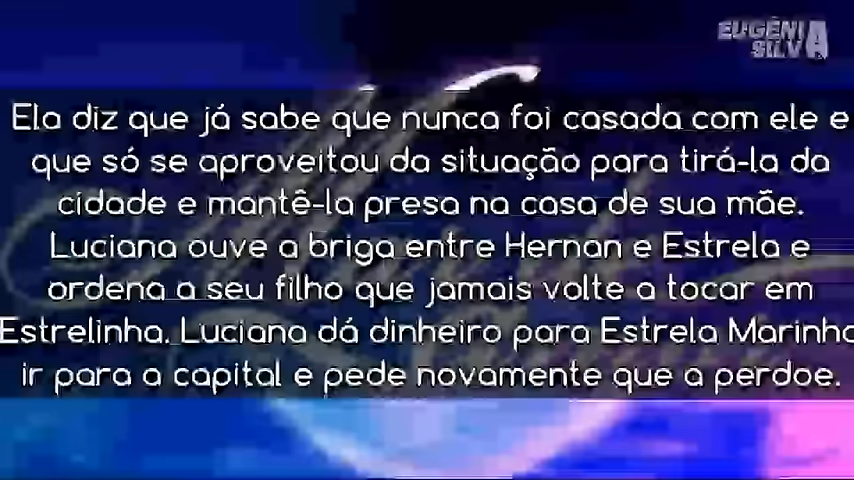 EUGÊNI
SILVA
Ela diz que já sabe que nunca foi casada com ele e
que só se aproveitou da situação para tirá-la da
cidade e mantê-la presa na casa de sua mãe.
Luciana ouve a briga entre Hernan e Estrela e
ordena a seu filho que jamais volte a tocar em
Estrelinha. Luciana dá dinheiro para Estrela Marinha
ir para a capital e pede novamente que a perdoe.